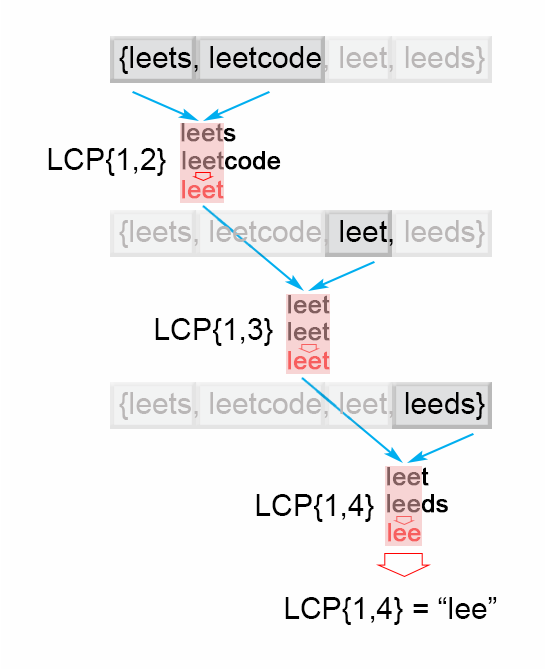 {leets, leetcode, leet, leeds}
leets
LCP{1,2} leetcode
leet
{leets, leetcode, leet, leeds}
leet
LCP{1,3} leet
leet
{leets, leetcode, leet, leeds}
leet
LCP{1,4} leeds
lee
LCP{1,4} = “lee”